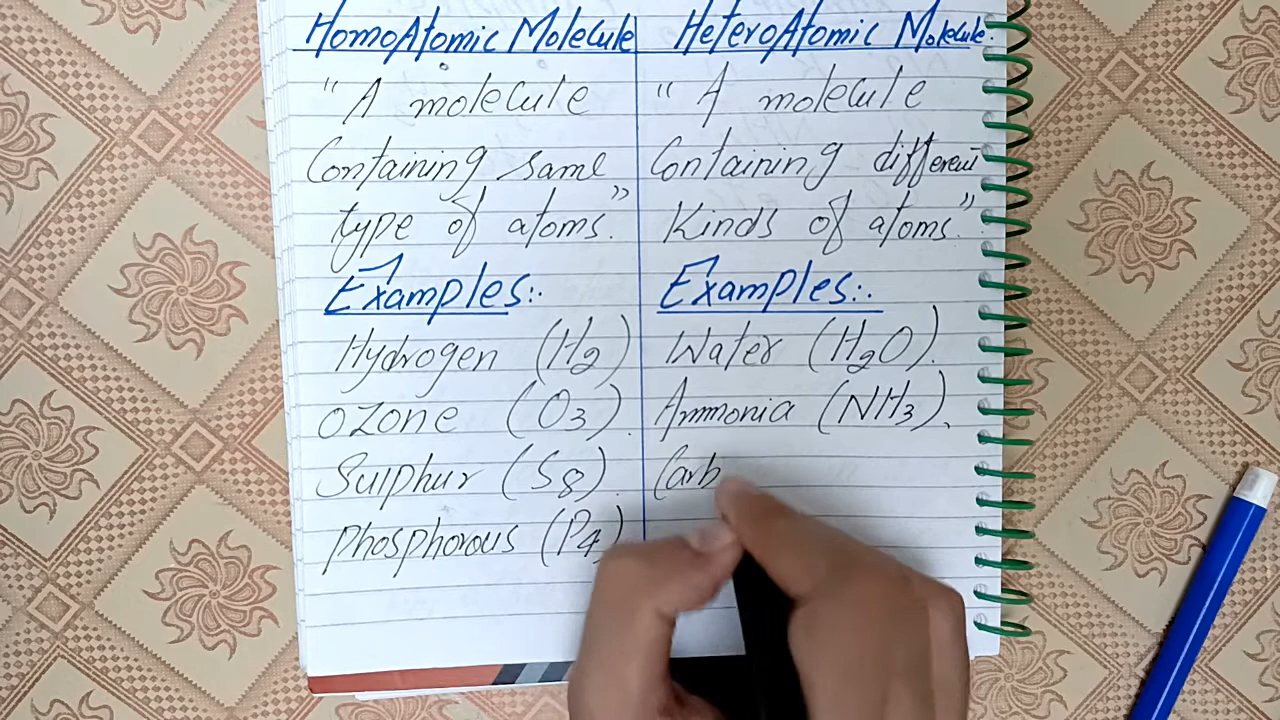 HomoAtomic Molecule
"A molecule
Containing same
type of atoms."
Examples:.
Hydrogen (H2)
Ozone (O3).
Sulphur (S8).
Phosphorous (P4)
HeteroAtomic Molecule.
"A molecule
Containing different
Kinds of atoms."
Examples:.
Water (H2O).
Ammonia (NH3).
Carb